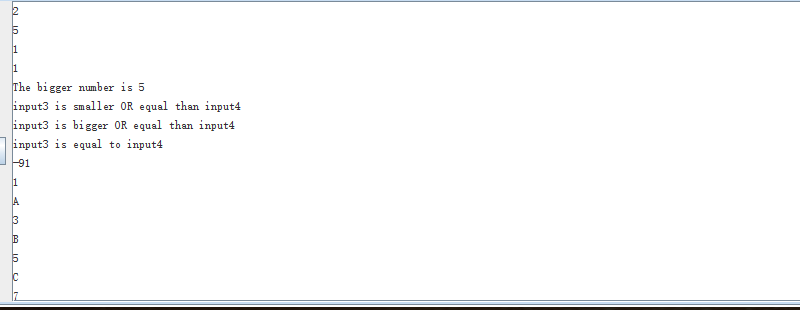 2
5
1
1
The bigger number is 5
input3 is smaller OR equal than input4
input3 is bigger OR equal than input4
input3 is equal to input4
-91
1
A
3
B
5
C
7